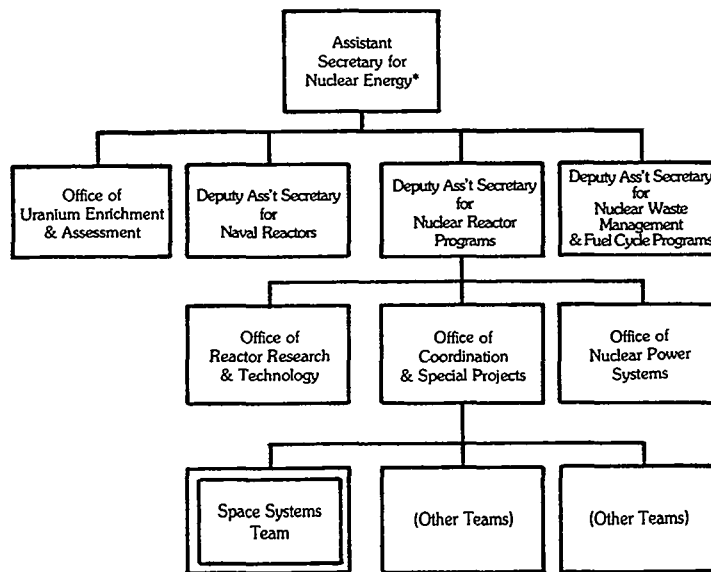 Assistant
Secretary for
Nuclear Energy*
Office of
Uranium Enrichment
& Assessment
Deputy Ass't Secretary
for
Naval Reactors
Deputy Ass't Secretary
for
Nuclear Reactor
Programs
Deputy Ass't Secretary
for
Nuclear Waste
Management
& Fuel Cycle Programs
Office of
Reactor Research
& Technology
Office of
Coordination
& Special Projects
Office of
Nuclear Power
Systems
Space Systems
Team
(Other Teams)
(Other Teams)